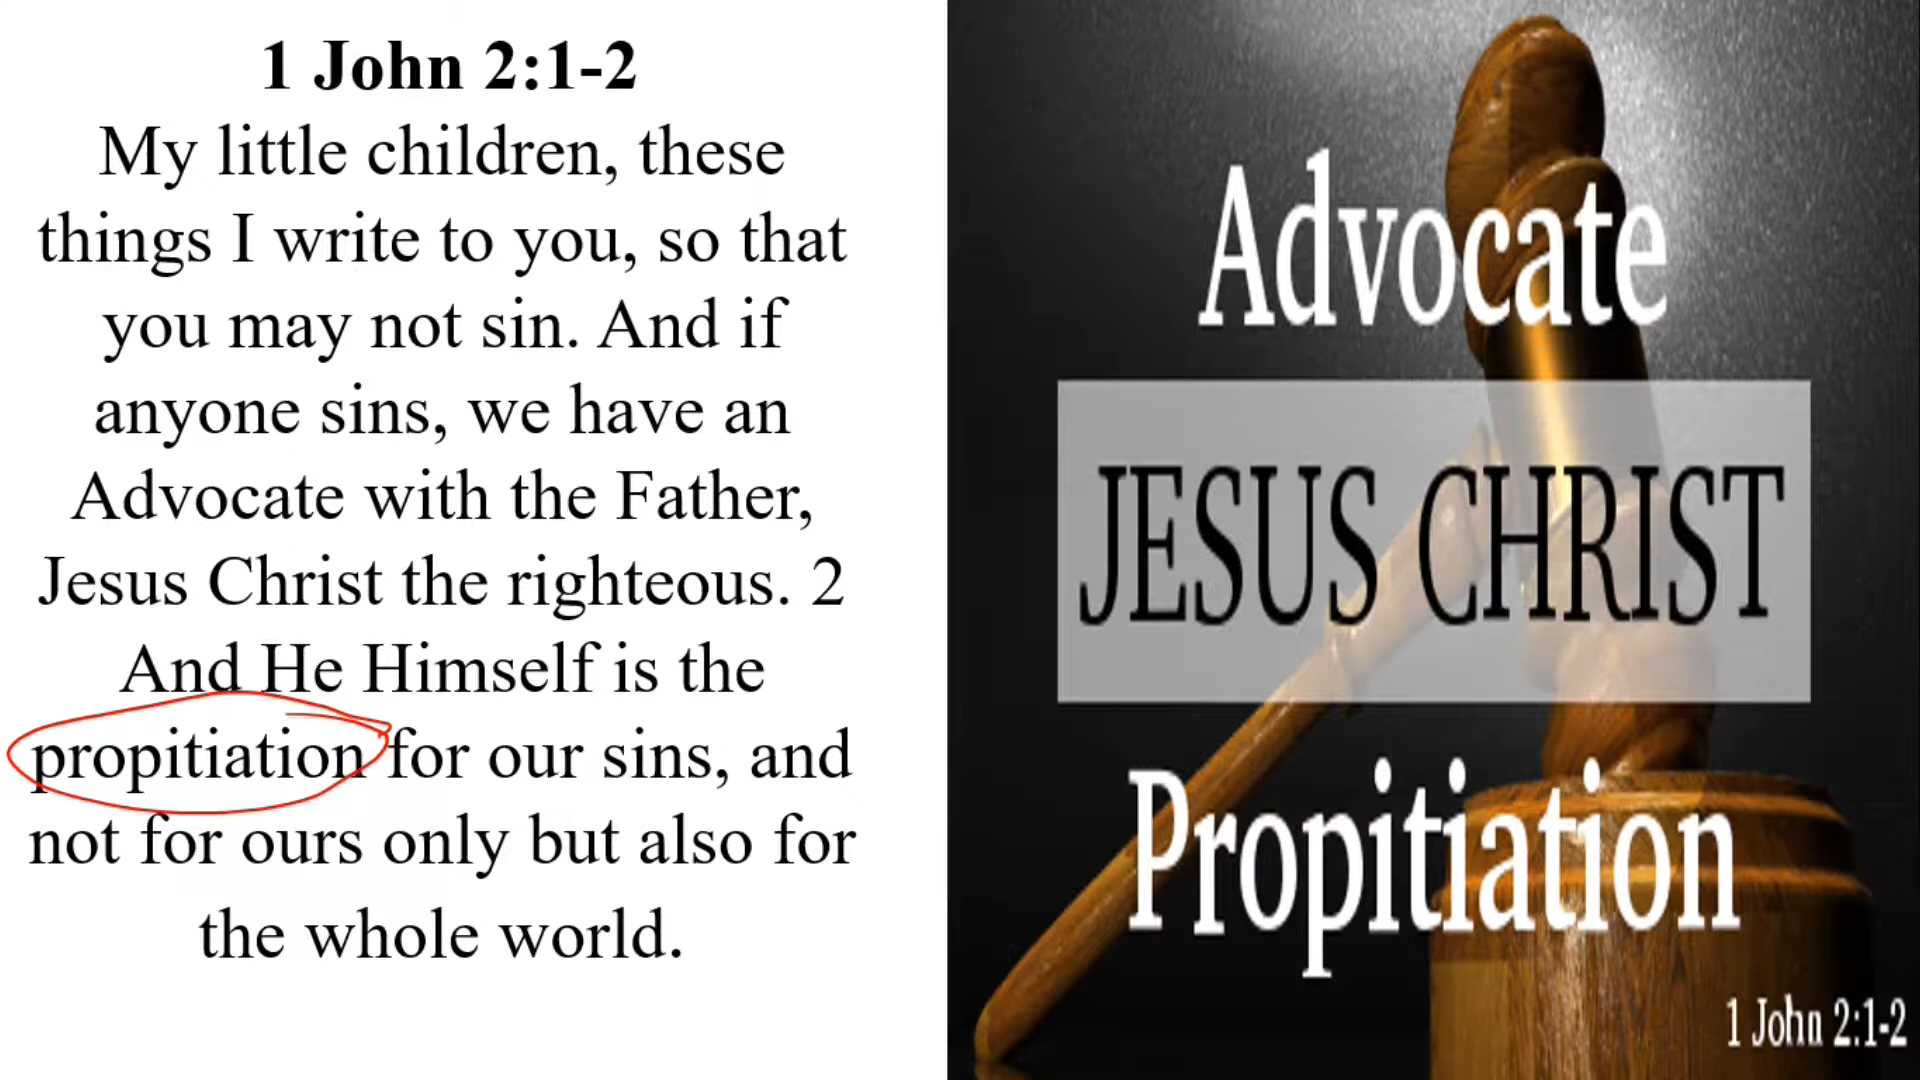 1 John 2:1-2
My little children, these
things I write to you, so that
you may not sin. And if
anyone sins, we have an
Advocate with the Father,
Jesus Christ the righteous. 2
And He Himself is the
propitiation for our sins, and
not for ours only but also for
the whole world.
Advocate
JESUS CHRIST
Propitiation
1 John 2:1-2